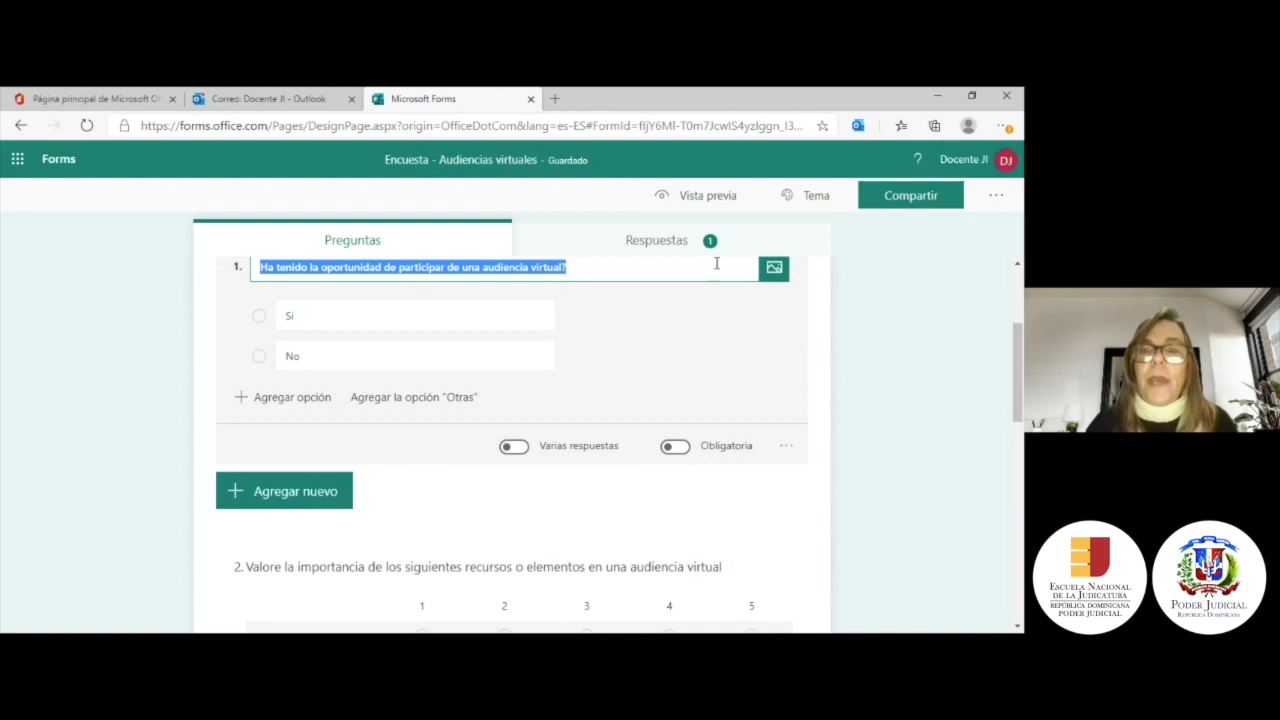 Página principal de Microsoft Of
Correo: Docente JI - Outlook
Microsoft Forms
https://forms.office.com/Pages/DesignPage.aspx?origin=OfficeDotCom&lang=es-ES#FormId=
Forms
Encuesta - Audiencias virtuales - Guardado
?
Docente JI
DJ
Vista previa
Tema
Compartir
Preguntas
Respuestas
1
1.
Ha tenido la oportunidad de participar de una audiencia virtual?
Si
No
Agregar opción
Agregar la opción "Otras"
Varias respuestas
Obligatoria
Agregar nuevo
2. Valore la importancia de los siguientes recursos o elementos en una audiencia virtual
1 2 3 4 5
ESCUELA NACIONAL
DE LA JUDICATURA
REPÚBLICA DOMINICANA
PODER JUDICIAL
PODER JUDICIAL
REPÚBLICA DOMINICANA